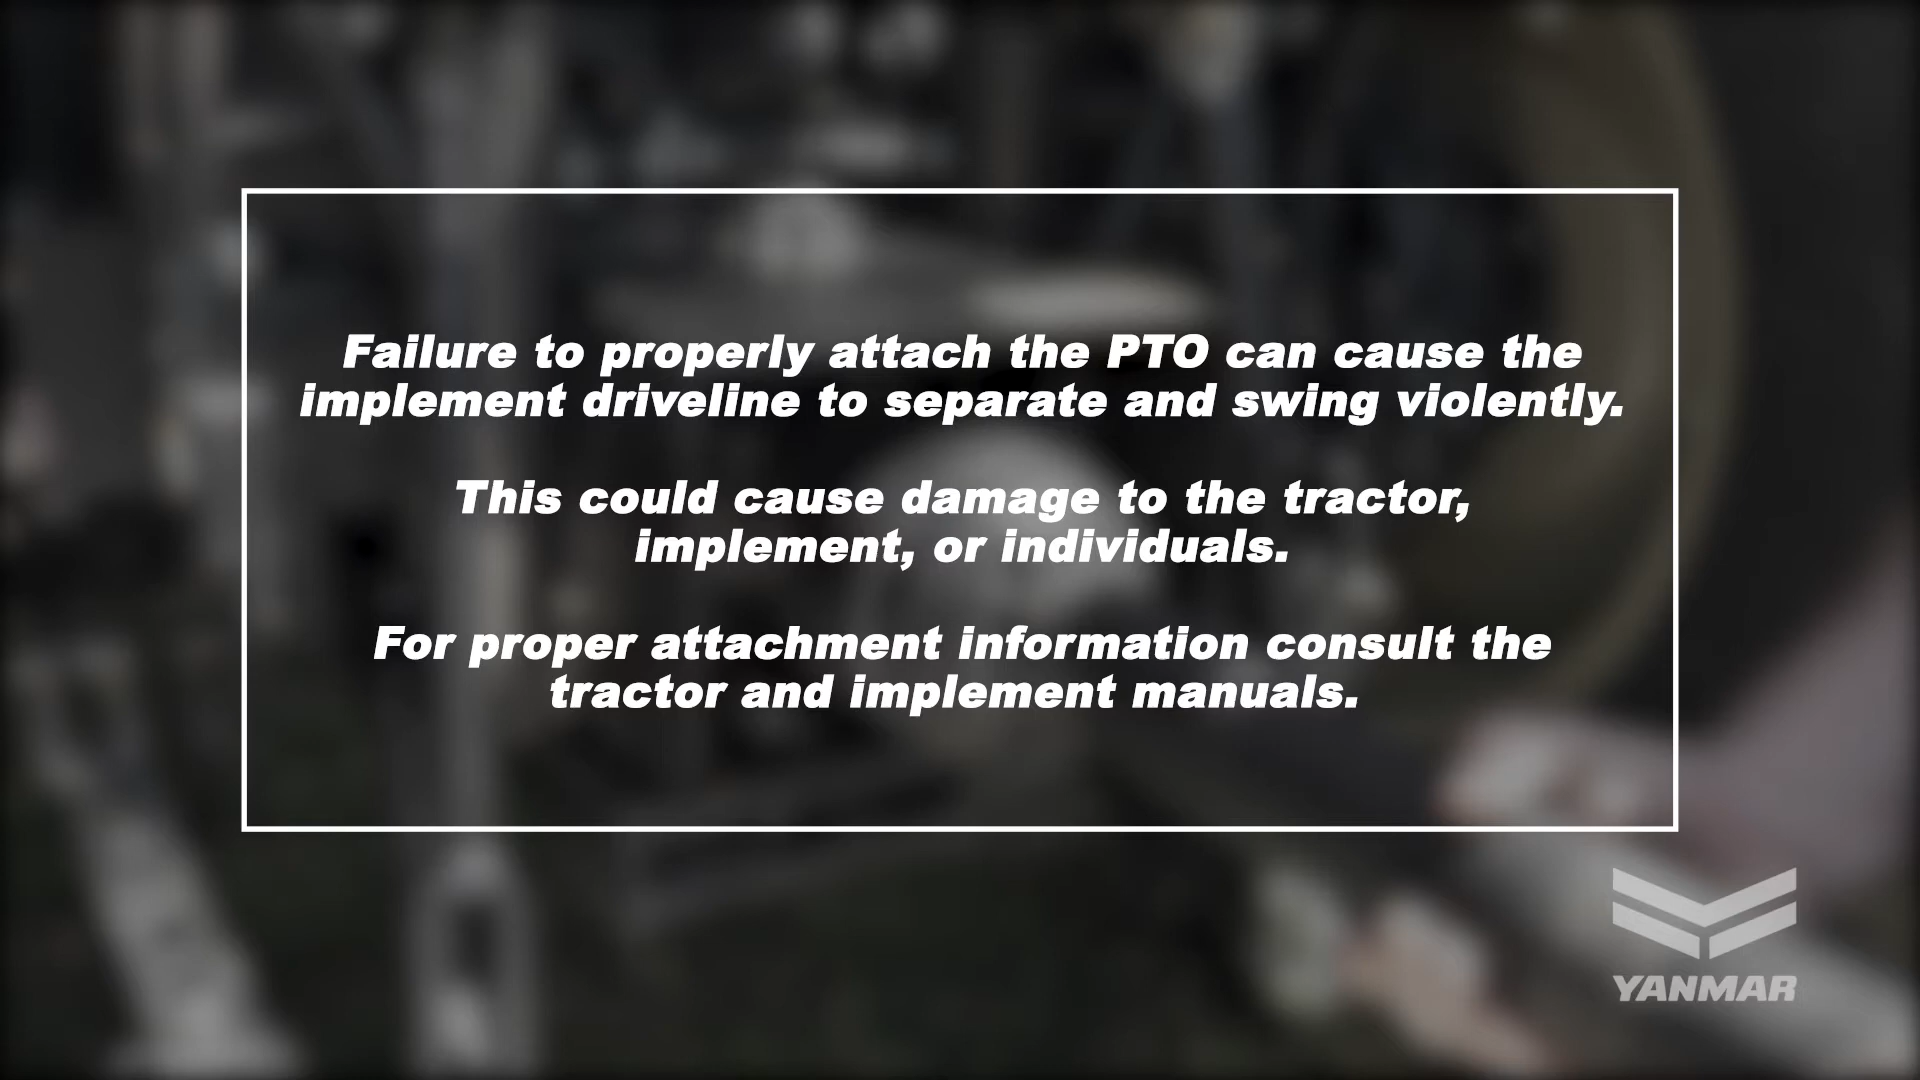 Failure to properly attach the PTO can cause the
implement driveline to separate and swing violently.
This could cause damage to the tractor,
implement, or individuals.
For proper attachment information consult the
tractor and implement manuals.
YANMAR